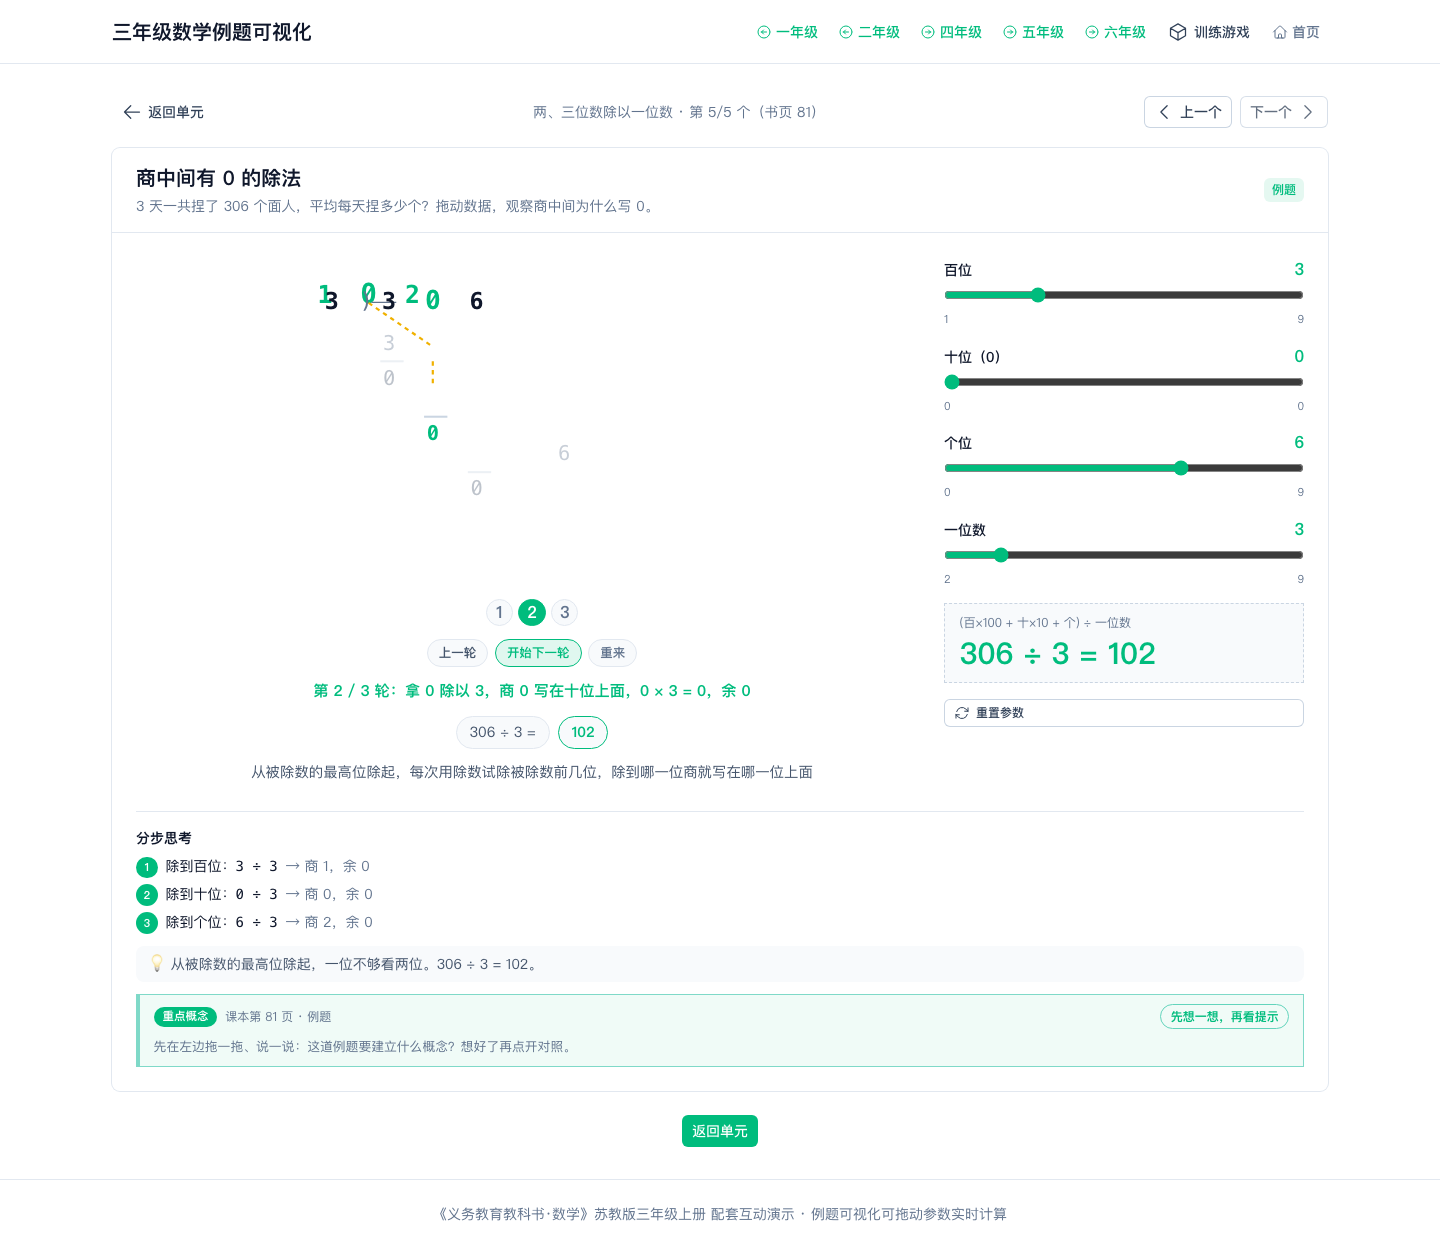 三年级数学例题可视化
一年级 二年级 四年级 五年级 六年级 训练游戏 首页
返回单元
两、三位数除以一位数 · 第 5/5 个（书页 81）
上一个 下一个
商中间有 0 的除法
例题
3 天一共捏了 306 个面人，平均每天捏多少个？拖动数据，观察商中间为什么写 0。
1 0 2
3 ) 3 0 6
3
0
0
6
0
1 2 3
上一轮 开始下一轮 重来
第 2 / 3 轮：拿 0 除以 3，商 0 写在十位上面，0 × 3 = 0，余 0
306 ÷ 3 = 102
从被除数的最高位除起，每次用除数试除被除数前几位，除到哪一位商就写在哪一位上面
百位 3
1 9
十位（0） 0
0 0
个位 6
0 9
一位数 3
2 9
(百×100 + 十×10 + 个) ÷ 一位数
306 ÷ 3 = 102
重置参数
分步思考
1 除到百位：3 ÷ 3 → 商 1，余 0
2 除到十位：0 ÷ 3 → 商 0，余 0
3 除到个位：6 ÷ 3 → 商 2，余 0
💡 从被除数的最高位除起，一位不够看两位。306 ÷ 3 = 102。
重点概念 课本第 81 页 · 例题
先想一想，再看提示
先在左边拖一拖、说一说：这道例题要建立什么概念？想好了再点开对照。
返回单元
《义务教育教科书·数学》苏教版三年级上册 配套互动演示 · 例题可视化可拖动参数实时计算